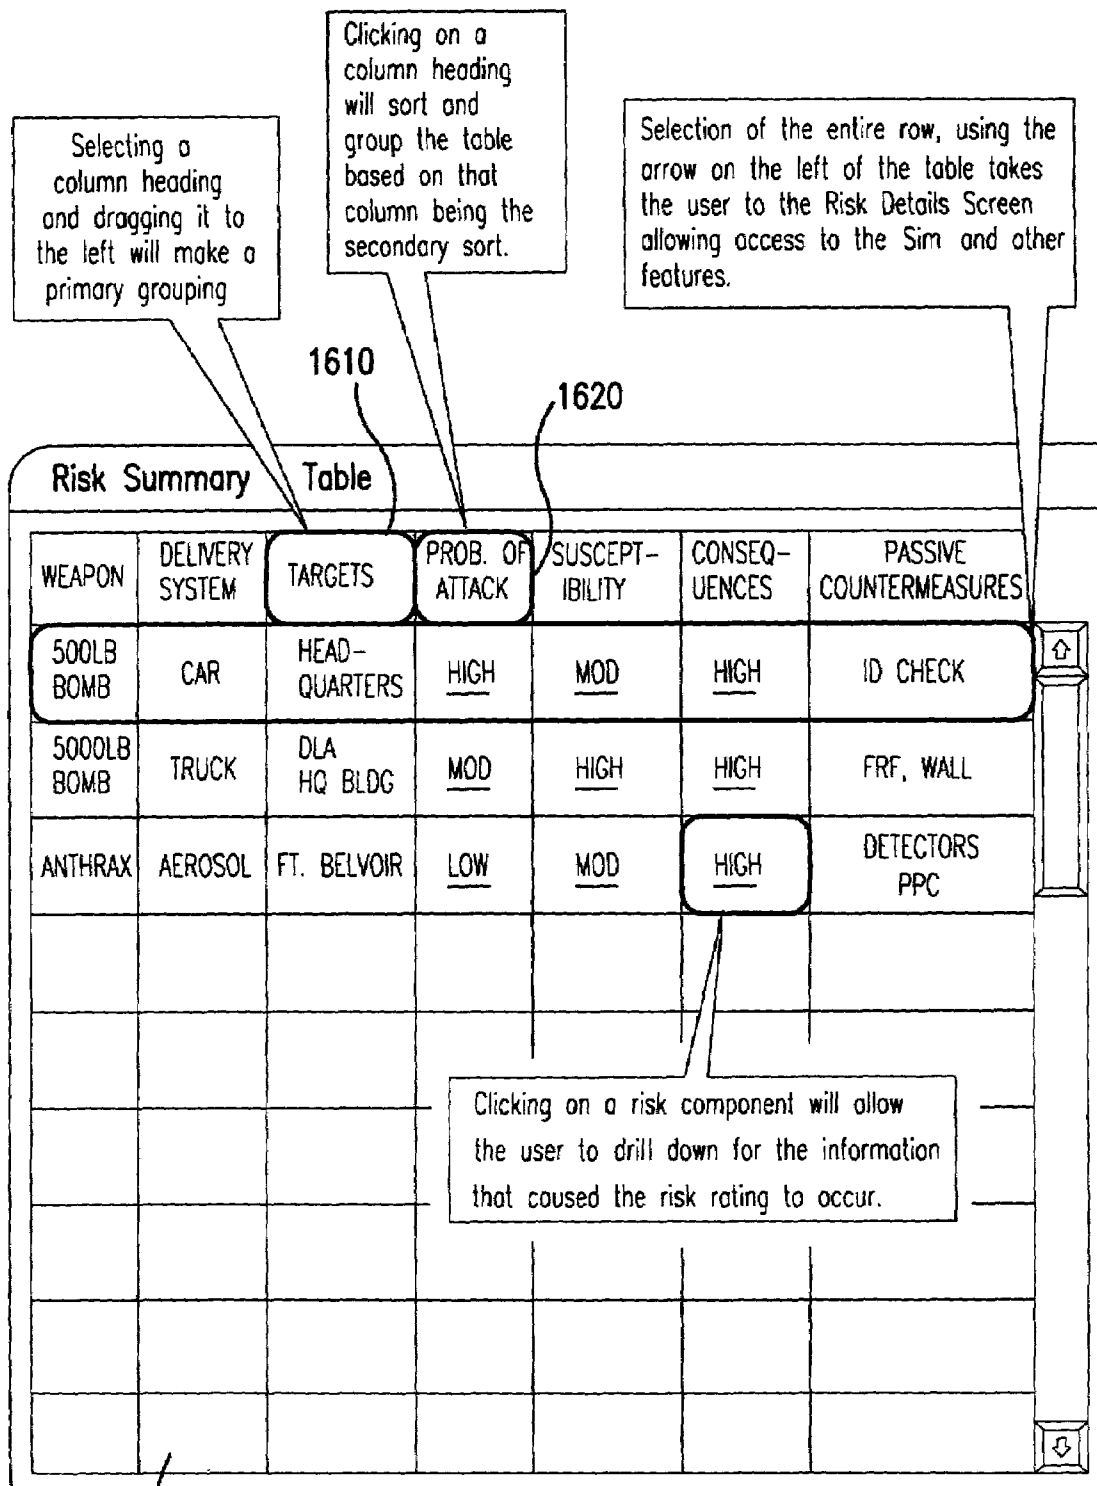 Clicking on a
column heading
will sort and
group the table
based on that
column being the
secondary sort.
Selecting a
column heading
and dragging it to
the left will make a
primary grouping
Selection of the entire row, using the
arrow on the left of the table takes
the user to the Risk Details Screen
allowing access to the Sim and other
features.
1610
1620
Risk Summary Table
WEAPON
DELIVERY
SYSTEM
TARGETS
PROB. OF
ATTACK
SUSCEPT-
IBILITY
CONSEQ-
UENCES
PASSIVE
COUNTERMEASURES
500LB
BOMB
CAR
HEAD-
QUARTERS
HIGH
MOD
HIGH
ID CHECK
5000LB
BOMB
TRUCK
DLA
HQ BLDG
MOD
HIGH
HIGH
FRF, WALL
ANTHRAX
AEROSOL
FT. BELVOIR
LOW
MOD
HIGH
DETECTORS
PPC
Clicking on a risk component will allow
the user to drill down for the information
that caused the risk rating to occur.